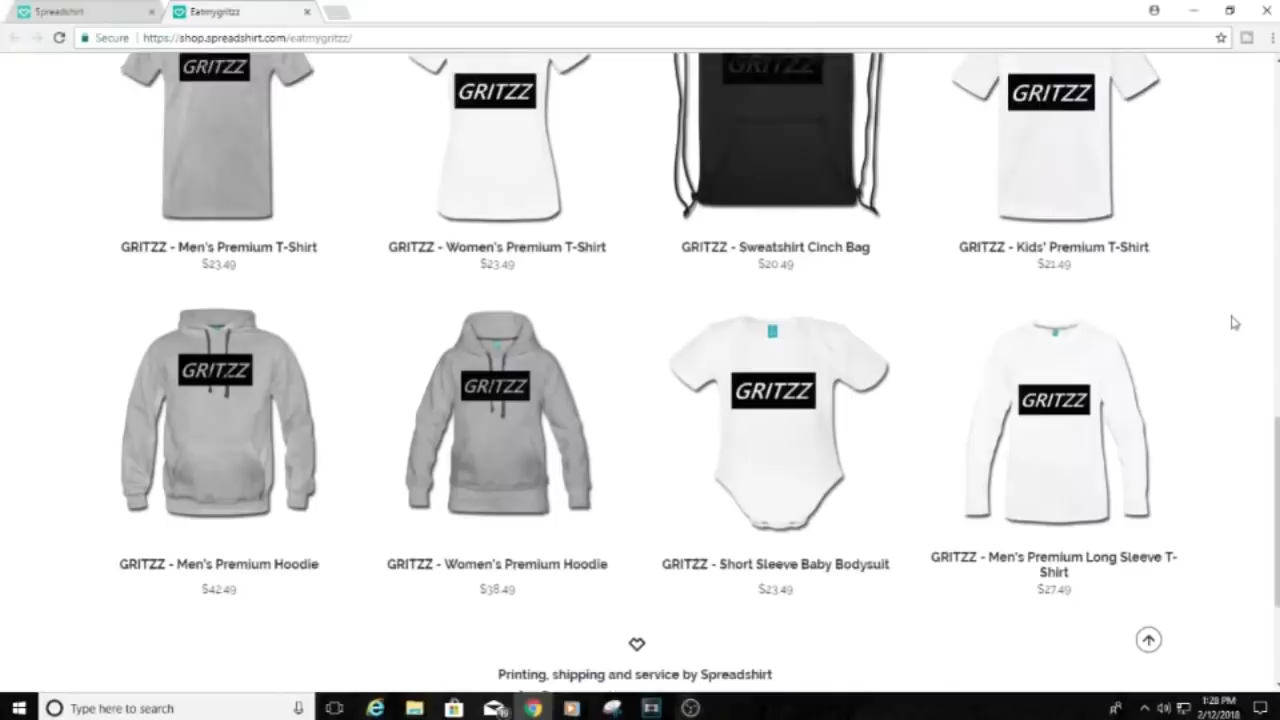 Spreadshirt
Eatmygritzz
Secure
https://shop.spreadshirt.com/eatmygritzz/
GRITZZ
GRITZZ
GRITZZ
GRITZZ
GRITZZ - Men's Premium T-Shirt
$23.49
GRITZZ - Women's Premium T-Shirt
$23.49
GRITZZ - Sweatshirt Cinch Bag
$20.49
GRITZZ - Kids' Premium T-Shirt
$21.49
GRITZZ
GRITZZ
GRITZZ
GRITZZ
GRITZZ - Men's Premium Hoodie
$42.49
GRITZZ - Women's Premium Hoodie
$38.49
GRITZZ - Short Sleeve Baby Bodysuit
$23.49
GRITZZ - Men's Premium Long Sleeve T-
Shirt
$27.49
Printing, shipping and service by Spreadshirt
Type here to search
1:28 PM
2/12/2018